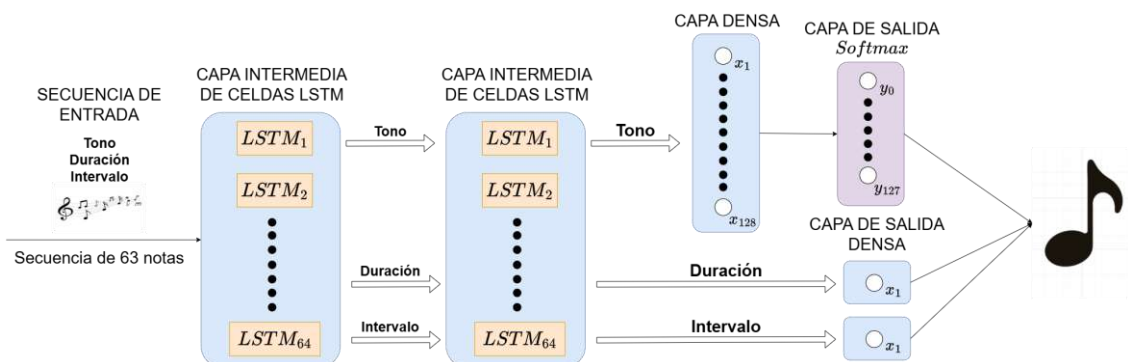 SECUENCIA DE
ENTRADA
Tono
Duración
Intervalo
Secuencia de 63 notas
CAPA INTERMEDIA
DE CELDAS LSTM
LSTM1
LSTM2
LSTM64
Tono
Duración
Intervalo
CAPA INTERMEDIA
DE CELDAS LSTM
LSTM1
LSTM2
LSTM64
Tono
Duración
Intervalo
CAPA DENSA
x1
x128
CAPA DE SALIDA
Softmax
y0
y127
CAPA DE SALIDA
DENSA
x1
x1